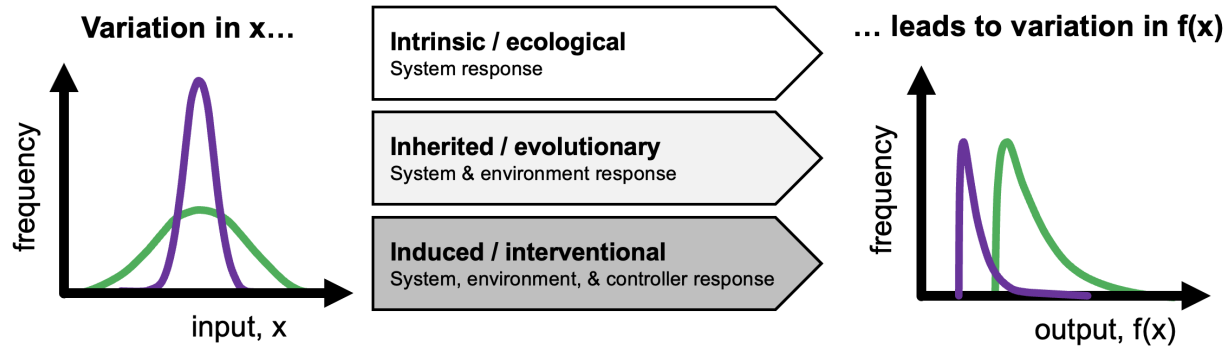 Variation in x…
frequency
input, x
Intrinsic / ecological
System response
Inherited / evolutionary
System & environment response
Induced / interventional
System, environment, & controller response
… leads to variation in f(x)
frequency
output, f(x)